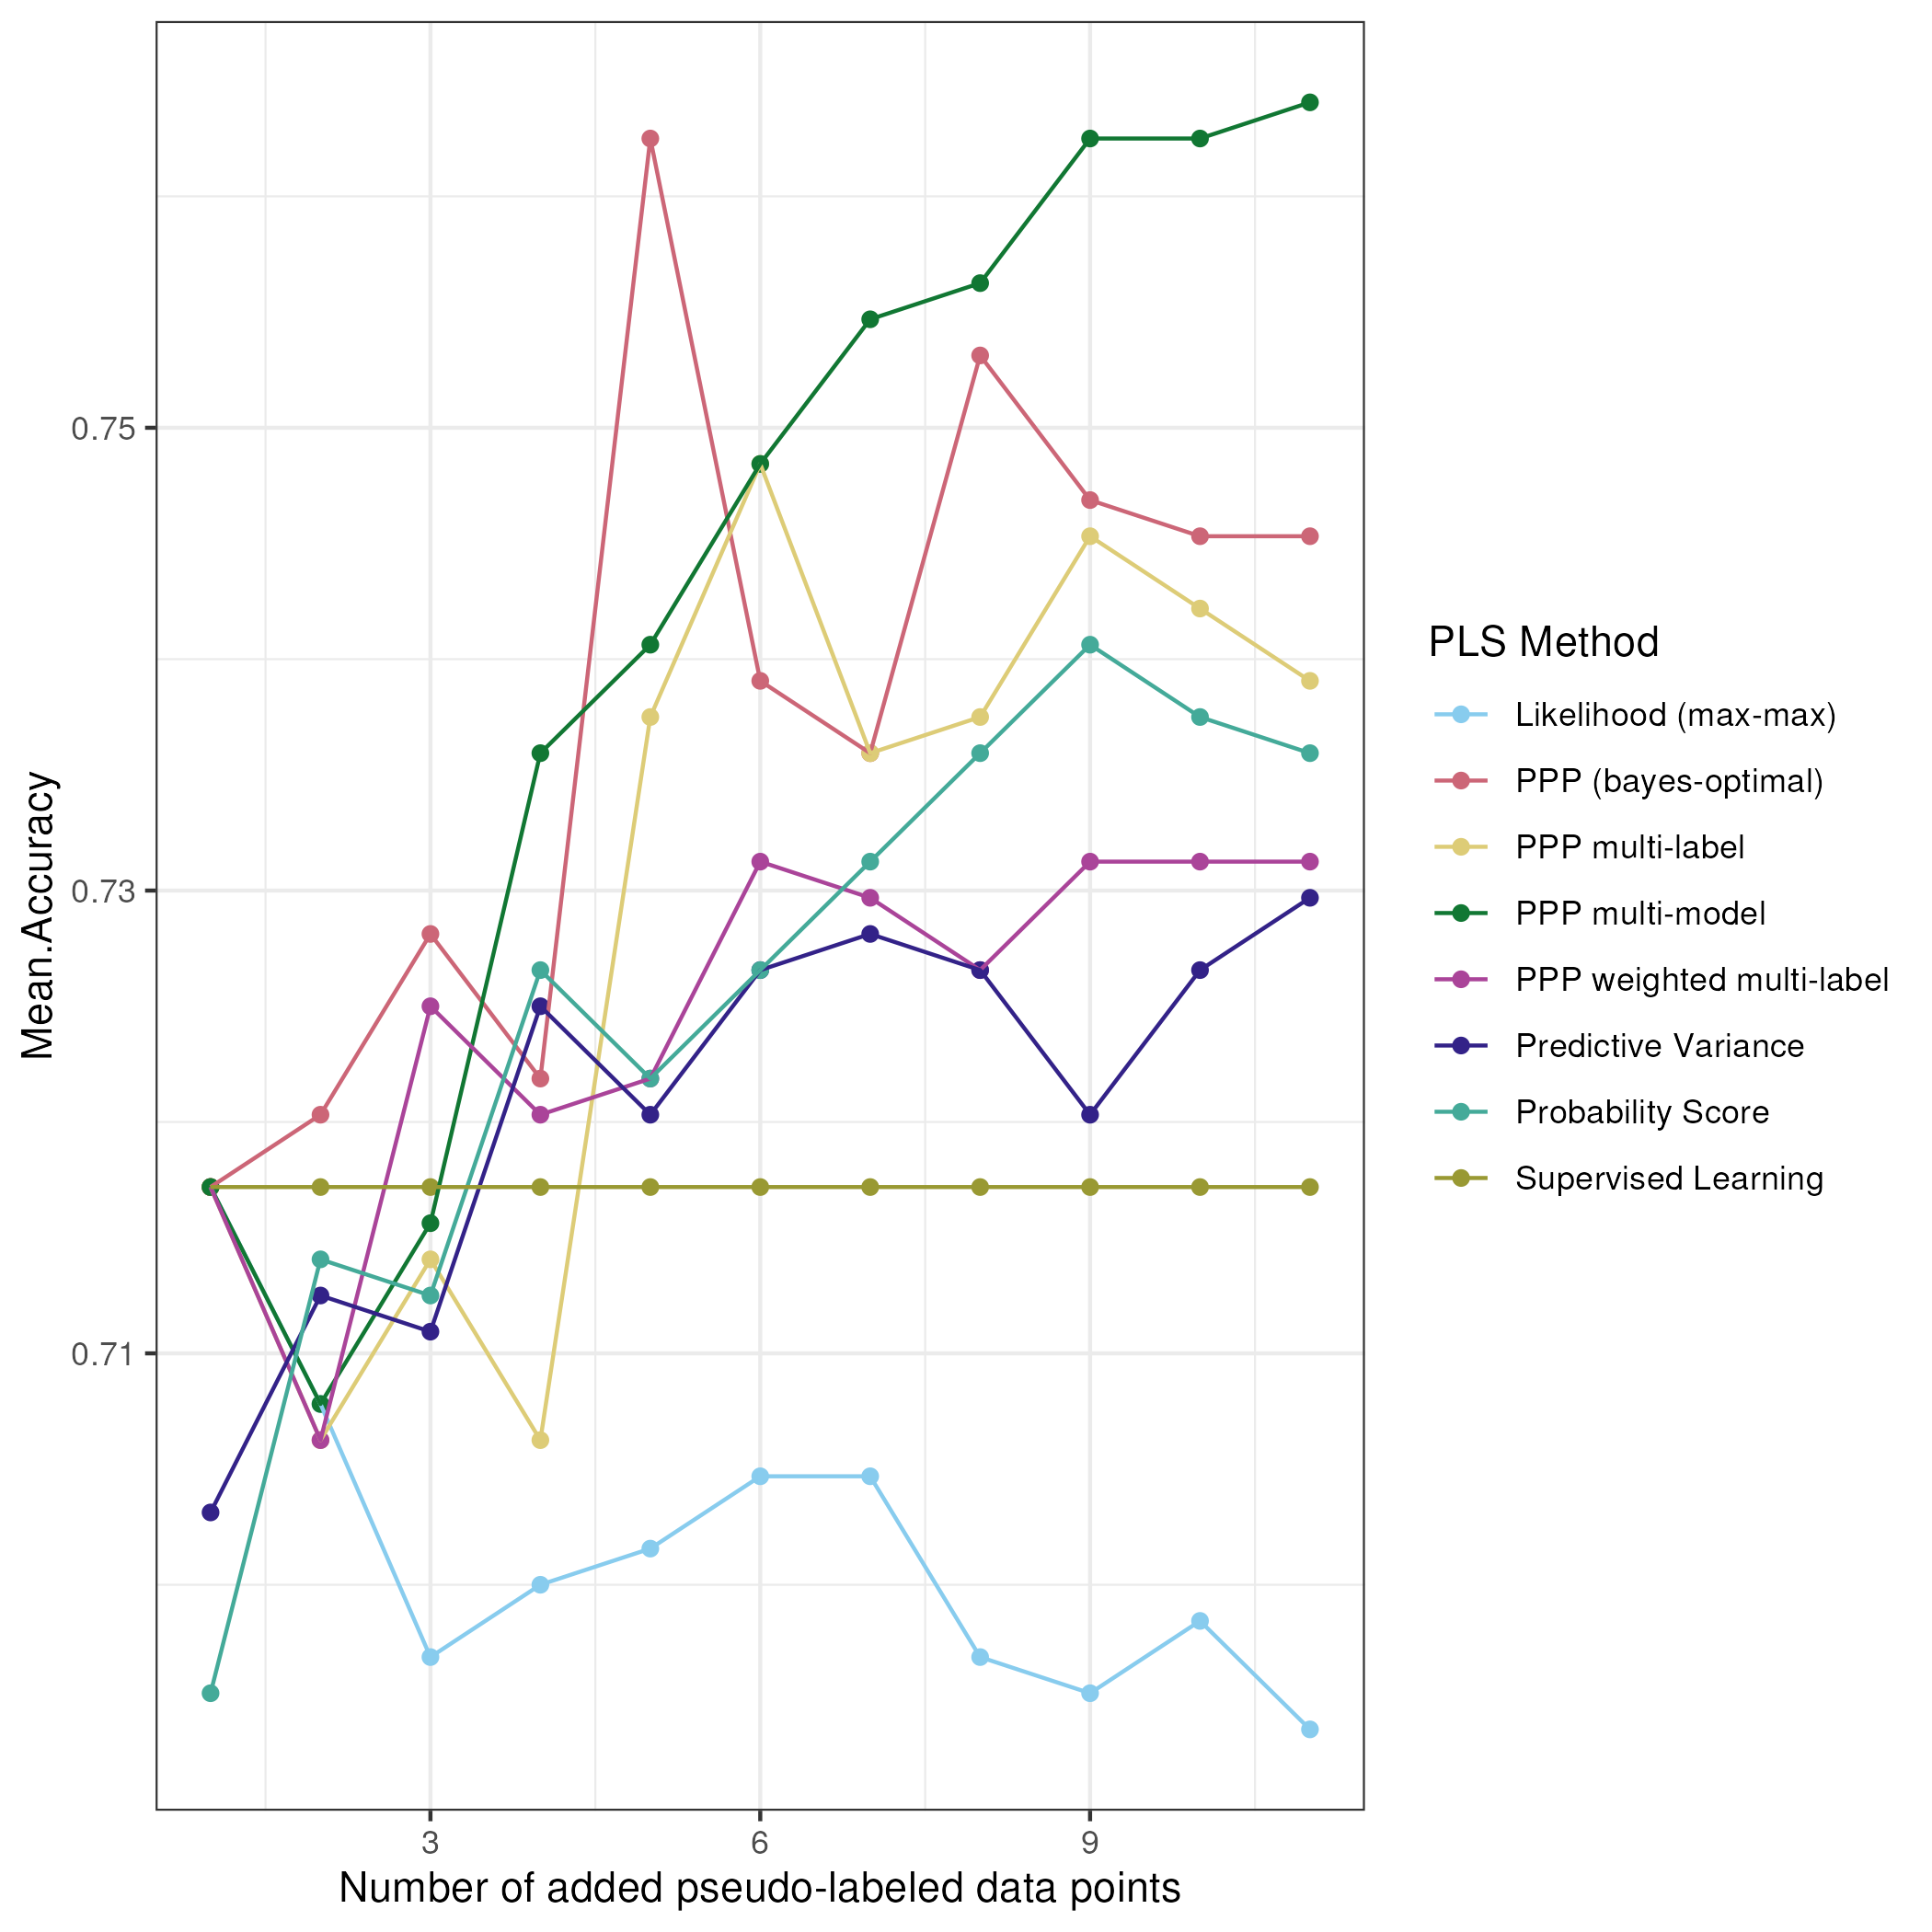 Mean.Accuracy
0.75
0.73
0.71
3 6 9
Number of added pseudo-labeled data points
PLS Method
Likelihood (max-max)
PPP (bayes-optimal)
PPP multi-label
PPP multi-model
PPP weighted multi-label
Predictive Variance
Probability Score
Supervised Learning